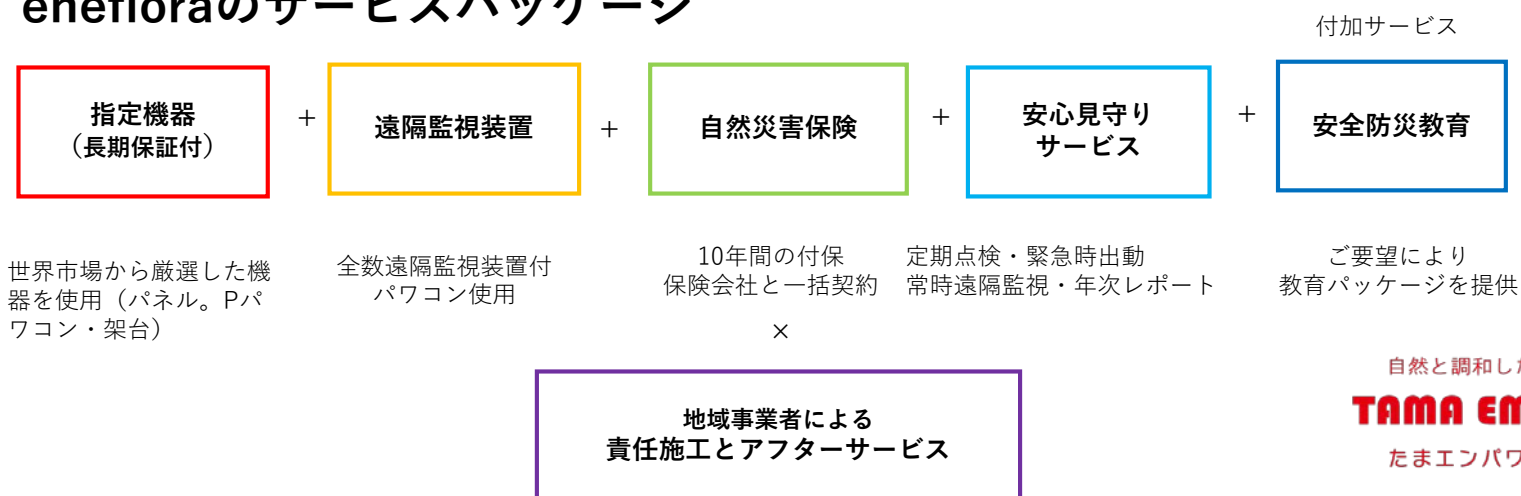 enefloraのサービスパッケージ
付加サービス
指定機器
（長期保証付）
+
遠隔監視装置
+
自然災害保険
+
安心見守り
サービス
+
安全防災教育
世界市場から厳選した機
器を使用（パネル。Pパ
ワコン・架台）
全数遠隔監視装置付
パワコン使用
10年間の付保
保険会社と一括契約
定期点検・緊急時出動
常時遠隔監視・年次レポート
ご要望により
教育パッケージを提供
×
地域事業者による
責任施工とアフターサービス
自然と調和した
TAMA EM
たまエンパワ